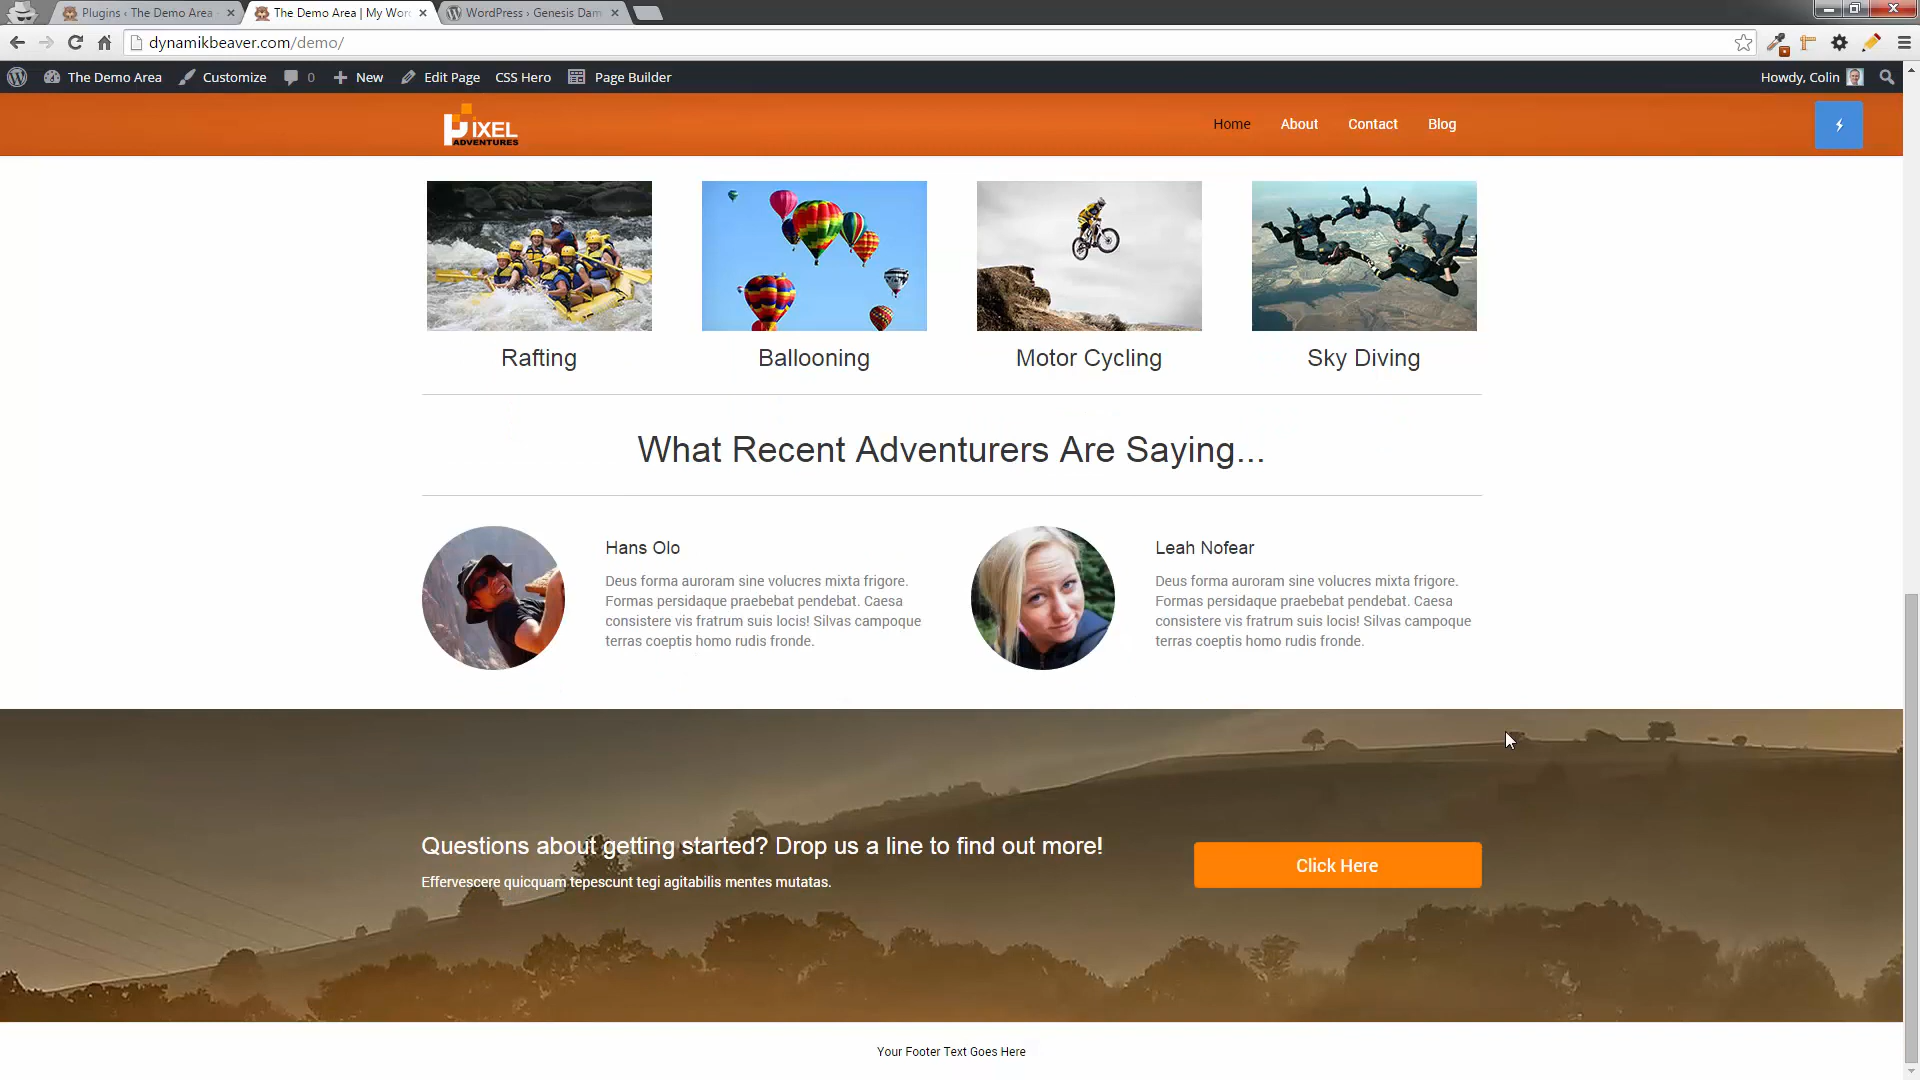 Plugins ‹ The Demo Area
The Demo Area | My Wor
WordPress › Genesis Dam
dynamikbeaver.com/demo/
The Demo Area
Customize
0
New
Edit Page
CSS Hero
Page Builder
Howdy, Colin
PIXEL
ADVENTURES
Home
About
Contact
Blog
Rafting
Ballooning
Motor Cycling
Sky Diving
What Recent Adventurers Are Saying...
Hans Olo
Deus forma auroram sine volucres mixta frigore.
Formas persidaque praebebat pendebat. Caesa
consistere vis fratrum suis locis! Silvas campoque
terras coeptis homo rudis fronde.
Leah Nofear
Deus forma auroram sine volucres mixta frigore.
Formas persidaque praebebat pendebat. Caesa
consistere vis fratrum suis locis! Silvas campoque
terras coeptis homo rudis fronde.
Questions about getting started? Drop us a line to find out more!
Effervescere quicquam tepescunt tegi agitabilis mentes mutatas.
Click Here
Your Footer Text Goes Here